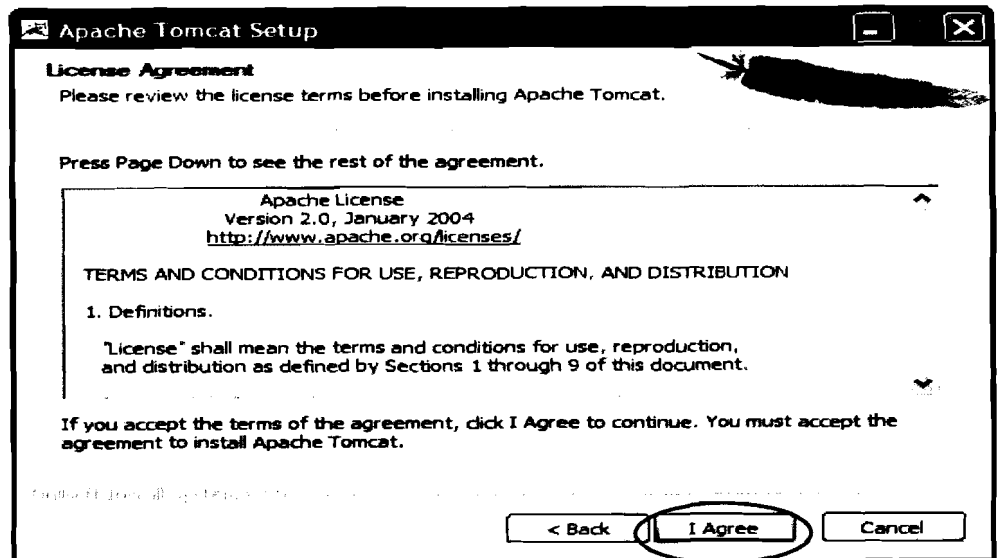 Apache Tomcat Setup
License Agreement
Please review the license terms before installing Apache Tomcat.
Press Page Down to see the rest of the agreement.
Apache License
Version 2.0, January 2004
http://www.apache.org/licenses/
TERMS AND CONDITIONS FOR USE, REPRODUCTION, AND DISTRIBUTION
1. Definitions.
"License" shall mean the terms and conditions for use, reproduction,
and distribution as defined by Sections 1 through 9 of this document.
If you accept the terms of the agreement, click I Agree to continue. You must accept the
agreement to install Apache Tomcat.
< Back
I Agree
Cancel